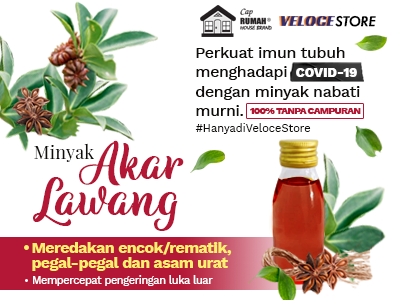 Cap
RUMAH®
HOUSE BRAND
VELOCE STORE
Perkuat imun tubuh
menghadapi COVID-19
dengan minyak nabati
murni. 100% TANPA CAMPURAN
#HanyadiVeloceStore
Minyak
Akar
Lawang
• Meredakan encok/rematik,
pegal-pegal dan asam urat
• Mempercepat pengeringan luka luar